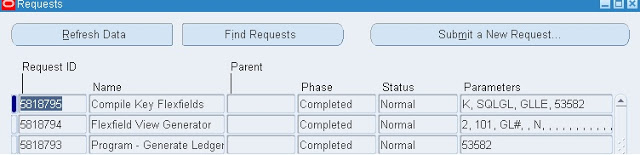 Requests
Refresh Data Find Requests Submit a New Request...
Request ID Parent
Name Phase Status Parameters
5818795 Compile Key Flexfields Completed Normal K, SQLGL, GLLE, 53582
5818794 Flexfield View Generator Completed Normal 2, 101, GL#, , N, , , , , , , , , , ,
5818793 Program - Generate Ledger Completed Normal 53582